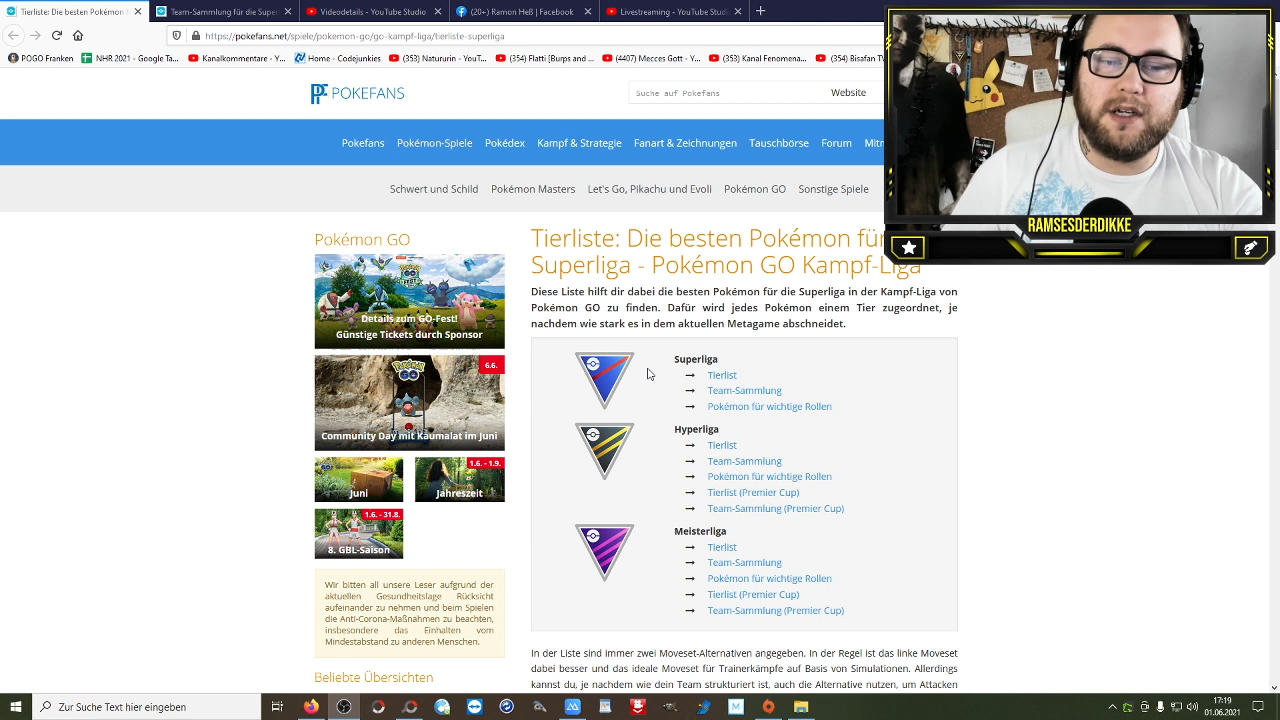 Tierliste: Die besten Pokémon f
Team-Sammlung für die Supe
Videodetails - YouTube Studio
(20+) Ramon Heß | Facebook
Livestreaming - YouTube Studio
https://pokefans.net/spiele/pokemon-go/go-kampf-liga/tierliste-superliga
POGO Franken
NHR 2021 - Google Ta...
Kanalkommentare - Y...
Home - Codejunkies
(353) Natururin - YouT...
(354) Flatti [Burps and ...
(4407) Mecces Gott - Y...
(353) Kanal Fenomena...
(354) Bisafan Tv
POKEFANS
Suche auf Pokefans
Website
Pokefans
Pokémon-Spiele
Pokédex
Kampf & Strategie
Fanart & Zeichnungen
Tauschbörse
Forum
Mitm
Schwert und Schild
Pokémon Masters
Let's Go, Pikachu und Evoli
Pokémon GO
Sonstige Spiele
RAMSESDERDIKKE
Pokémon GO
Details zum GO-Fest!
Günstige Tickets durch Sponsor
6.6.
Community Day mit Kaumalat im Juni
Juni
1.6. - 1.9.
Jahreszeit
1.6. - 31.8.
8. GBL-Saison
Wir bitten all unsere Leser aufgrund der
aktuellen Gesundheitslage Rücksicht
aufeinander zu nehmen und beim Spielen
die Anti-Corona-Maßnahmen zu beachten,
insbesondere das Einhalten vom
Mindestabstand zu anderen Menschen.
Beliebte Übersichten
Tierliste: Die besten Pokémon für
Superliga - Pokémon GO Kampf-Liga
Diese Liste hilft dir dabei die besten Pokémon für die Superliga in der Kampf-Liga von
Pokémon GO zu finden. Dafür wird jedes Pokémon einem Tier zugeordnet, je
nachdem wie stark es in dem aktuellen Metagame abschneidet.
Superliga
→ Tierlist
→ Team-Sammlung
→ Pokémon für wichtige Rollen
Hyperliga
→ Tierlist
→ Team-Sammlung
→ Pokémon für wichtige Rollen
→ Tierlist (Premier Cup)
→ Team-Sammlung (Premier Cup)
Meisterliga
→ Tierlist
→ Team-Sammlung
→ Pokémon für wichtige Rollen
→ Tierlist (Premier Cup)
→ Team-Sammlung (Premier Cup)
In der Liste sind immer zwei Moveset-Alternativen angegeben. In der Regel ist das linke Moveset
dabei besser und das ideale Moveset für Trainerkämpfe auf Basis von Simulationen. Allerdings
kannst du, je nachdem wie dein Team strukturiert ist, auch die Alternative nutzen, um Attacken
Zur Suche Text hier eingeben
17:19
01.06.2021